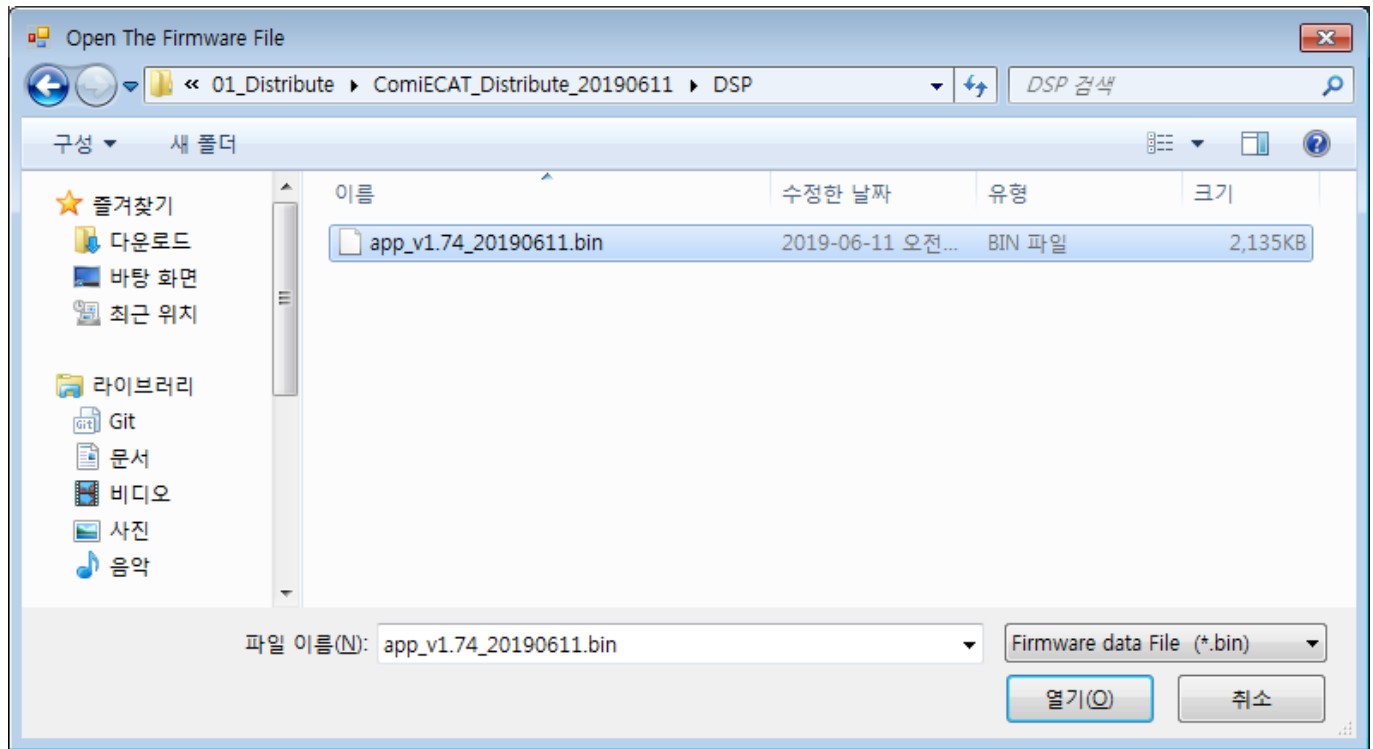 Open The Firmware File
« 01_Distribute ▸ ComiECAT_Distribute_20190611 ▸ DSP
DSP 검색
구성 새 폴더
즐겨찾기
다운로드
바탕 화면
최근 위치
라이브러리
Git
문서
비디오
사진
음악
이름 수정한 날짜 유형 크기
app_v1.74_20190611.bin 2019-06-11 오전... BIN 파일 2,135KB
파일 이름(N): app_v1.74_20190611.bin Firmware data File (*.bin)
열기(O) 취소